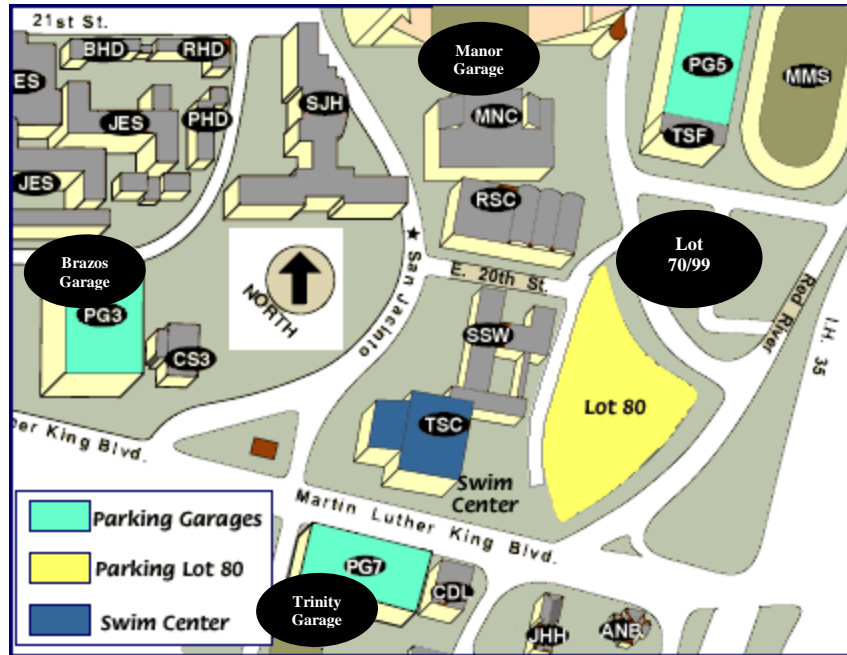 21st St.
BHD
RHD
Manor
Garage
PG5
MMS
ES
JES
PHD
SJH
MNC
TSF
JES
RSC
Brazos
Garage
Lot
70/99
San Jacinto
E. 20th St.
Red River
NORTH
PG3
I.H. 35
CS3
SSW
Lot 80
TSC
her King Blvd.
Swim
Center
Martin Luther King Blvd.
Parking Garages
Parking Lot 80
Swim Center
PG7
CDL
Trinity
Garage
JHH
ANB